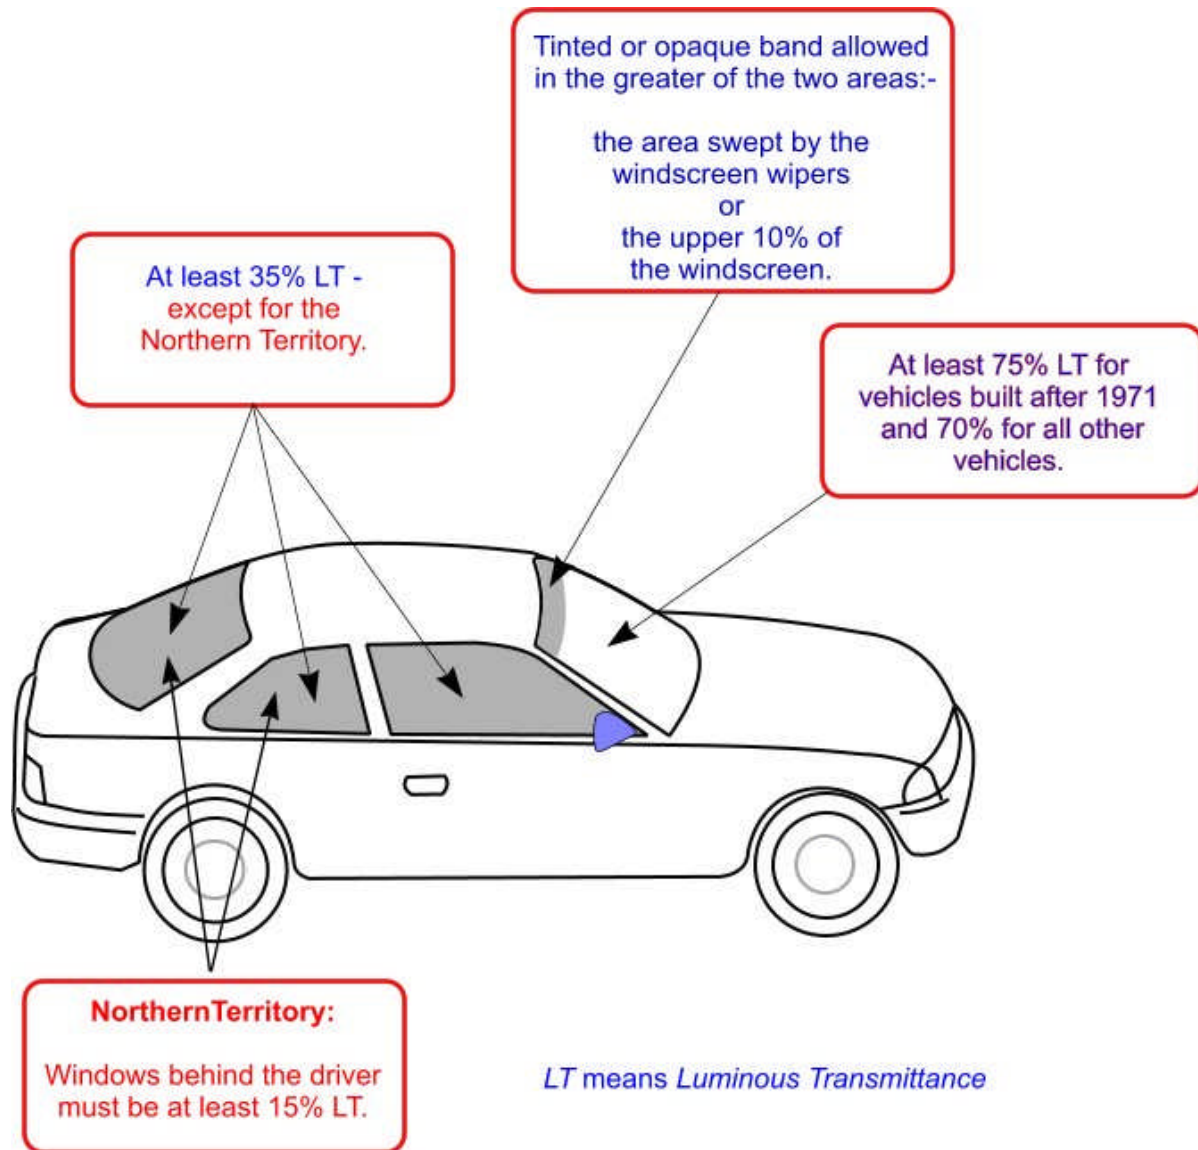 Tinted or opaque band allowed
in the greater of the two areas:-
the area swept by the
windscreen wipers
or
the upper 10% of
the windscreen.
At least 35% LT -
except for the
Northern Territory.
At least 75% LT for
vehicles built after 1971
and 70% for all other
vehicles.
NorthernTerritory:
Windows behind the driver
must be at least 15% LT.
LT means Luminous Transmittance